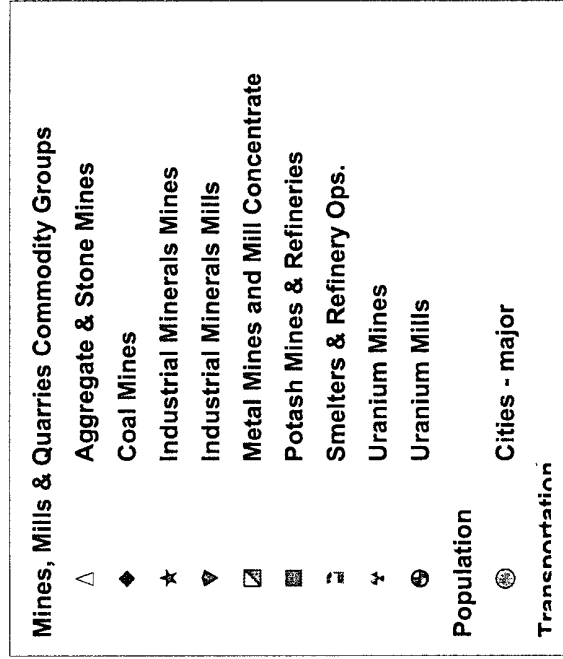 Mines, Mills & Quarries Commodity Groups
Aggregate & Stone Mines
Coal Mines
Industrial Minerals Mines
Industrial Minerals Mills
Metal Mines and Mill Concentrate
Potash Mines & Refineries
Smelters & Refinery Ops.
Uranium Mines
Uranium Mills
Population
Cities - major
Transportation